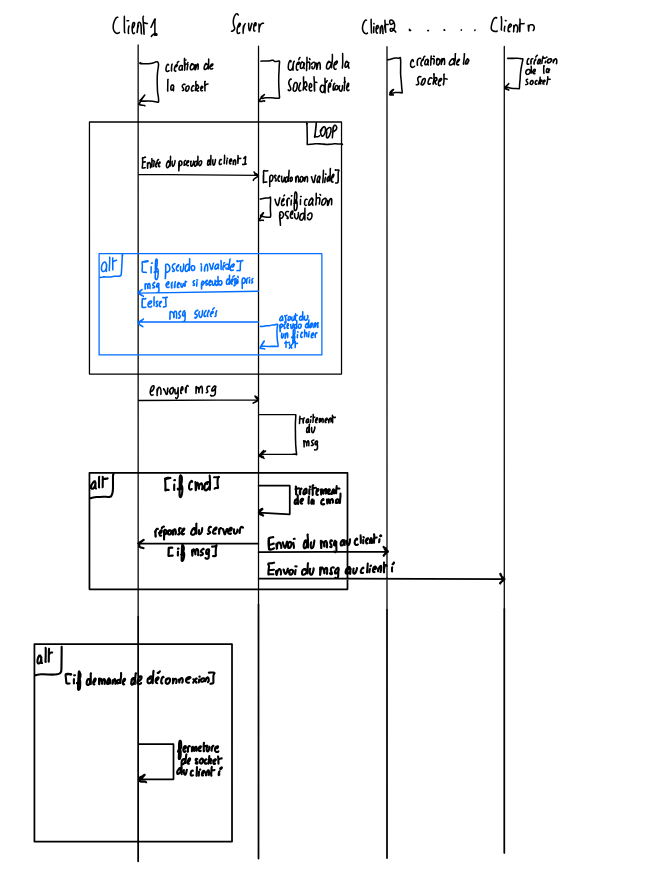 Client1 Server Client2 . . . . . . Client n
création de
la socket
création de la
Socket d'écoute
création de la
socket
création
de la
socket
LOOP
Entrée du pseudo du client 1
[pseudo non valide]
vérification
pseudo
alt
[if pseudo invalide]
msg erreur si pseudo déjà pris
[else]
msg succés
ajout du
pseudo dans
un fichier
txt
envoyer msg
traitement
du
msg
alt
[if cmd]
traitement
de la cmd
réponse du serveur
[if msg]
Envoi du msg au client i
Envoi du msg au client i
alt
[if demande de déconnexion]
fermeture
de socket
du client i